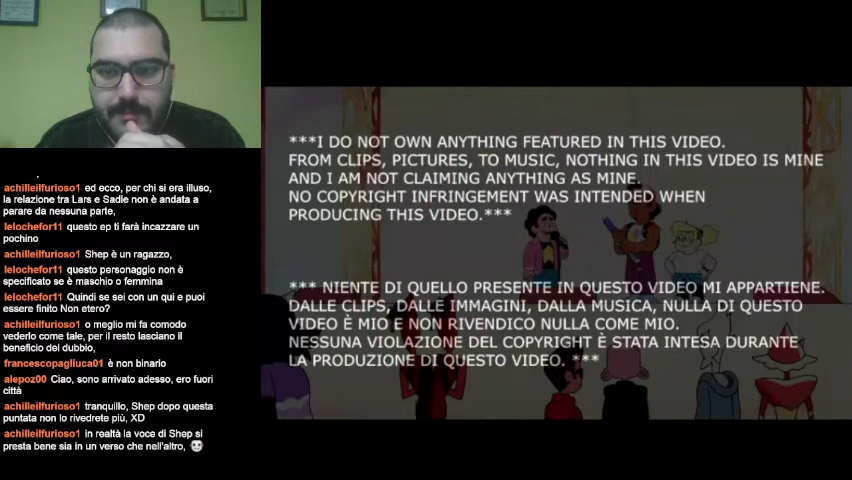 achilleilfurioso1 ed ecco, per chi si era illuso,
la relazione tra Lars e Sadie non è andata a
parare da nessuna parte,
lelochefor11 questo ep ti farà incazzare un
pochino
achilleilfurioso1 Shep è un ragazzo,
lelochefor11 questo personaggio non è
specificato se è maschio o femmina
lelochefor11 Quindi se sei con un qui e puoi
essere finito Non etero?
achilleilfurioso1 o meglio mi fa comodo
vederlo come tale, per il resto lasciano il
beneficio del dubbio,
francescopagliuca01 è non binario
alepoz00 Ciao, sono arrivato adesso, ero fuori
città
achilleilfurioso1 tranquillo, Shep dopo questa
puntata non lo rivedrete più, XD
achilleilfurioso1 in realtà la voce di Shep si
presta bene sia in un verso che nell'altro,
***I DO NOT OWN ANYTHING FEATURED IN THIS VIDEO.
FROM CLIPS, PICTURES, TO MUSIC, NOTHING IN THIS VIDEO IS MINE
AND I AM NOT CLAIMING ANYTHING AS MINE.
NO COPYRIGHT INFRINGEMENT WAS INTENDED WHEN
PRODUCING THIS VIDEO.***
*** NIENTE DI QUELLO PRESENTE IN QUESTO VIDEO MI APPARTIENE.
DALLE CLIPS, DALLE IMMAGINI, DALLA MUSICA, NULLA DI QUESTO
VIDEO È MIO E NON RIVENDICO NULLA COME MIO.
NESSUNA VIOLAZIONE DEL COPYRIGHT È STATA INTESA DURANTE
LA PRODUZIONE DI QUESTO VIDEO. ***